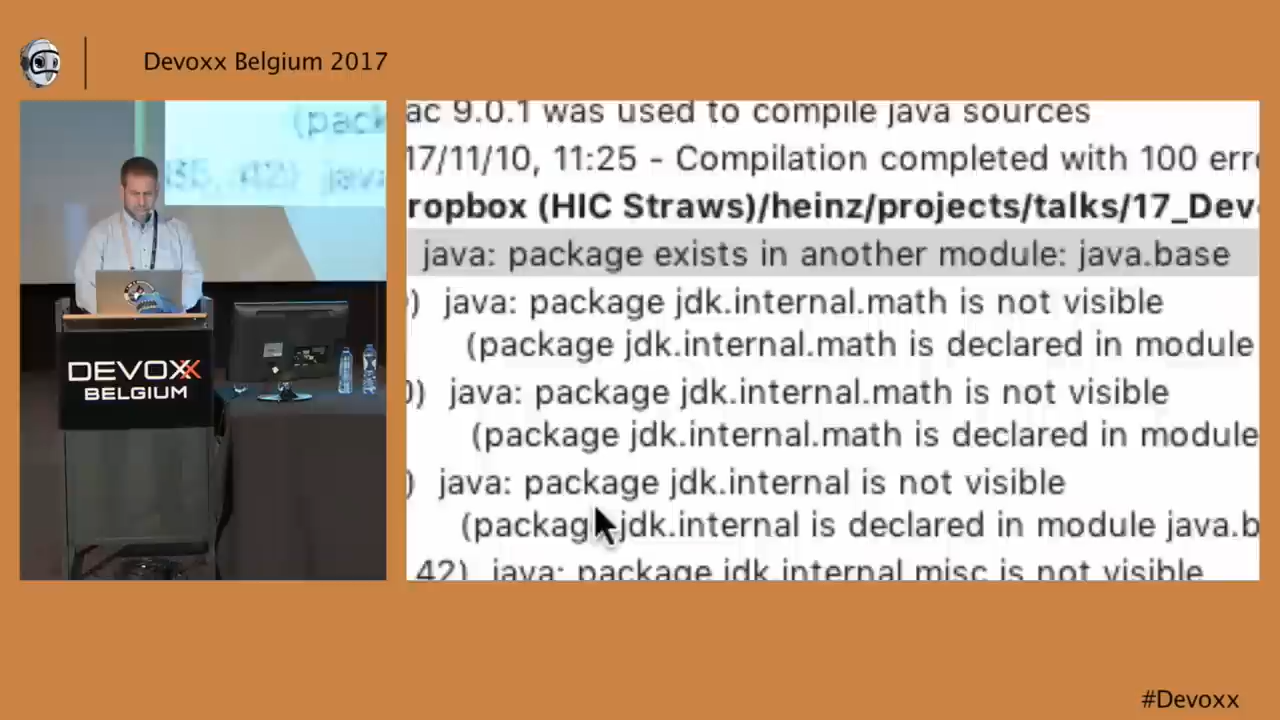 Devoxx Belgium 2017
(pack
35, 42) java
DEVOXX
BELGIUM
ac 9.0.1 was used to compile java sources
17/11/10, 11:25 - Compilation completed with 100 erro
ropbox (HIC Straws)/heinz/projects/talks/17_Dev
java: package exists in another module: java.base
) java: package jdk.internal.math is not visible
(package jdk.internal.math is declared in module
0) java: package jdk.internal.math is not visible
(package jdk.internal.math is declared in module
) java: package jdk.internal is not visible
(package jdk.internal is declared in module java.b
42) java: package jdk.internal.misc is not visible
#Devoxx